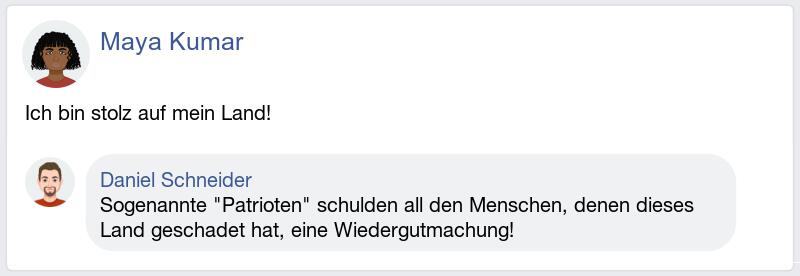 Maya Kumar
Ich bin stolz auf mein Land!
Daniel Schneider
Sogenannte "Patrioten" schulden all den Menschen, denen dieses
Land geschadet hat, eine Wiedergutmachung!